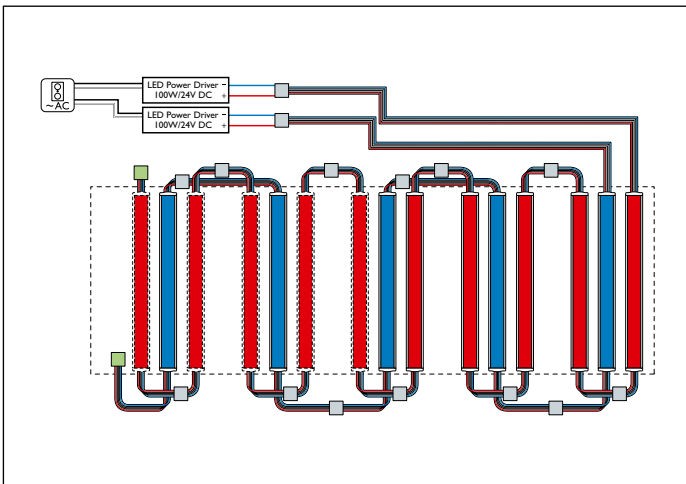 LED Power Driver -
100W/24V DC +
~AC
LED Power Driver -
100W/24V DC +